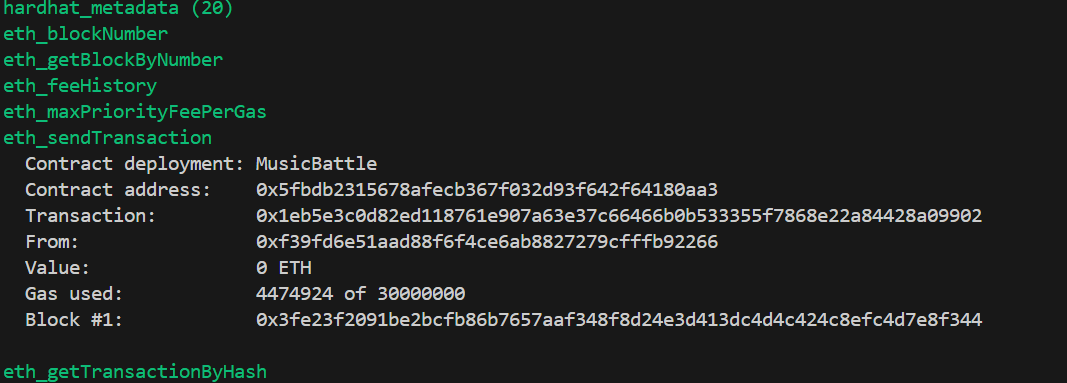 hardhat_metadata (20)
eth_blockNumber
eth_getBlockByNumber
eth_feeHistory
eth_maxPriorityFeePerGas
eth_sendTransaction
Contract deployment: MusicBattle
Contract address: 0x5fbdb2315678afecb367f032d93f642f64180aa3
Transaction: 0x1eb5e3c0d82ed118761e907a63e37c66466b0b533355f7868e22a84428a09902
From: 0xf39fd6e51aad88f6f4ce6ab8827279cfffb92266
Value: 0 ETH
Gas used: 4474924 of 30000000
Block #1: 0x3fe23f2091be2bcfb86b7657aaf348f8d24e3d413dc4d4c424c8efc4d7e8f344
eth_getTransactionByHash